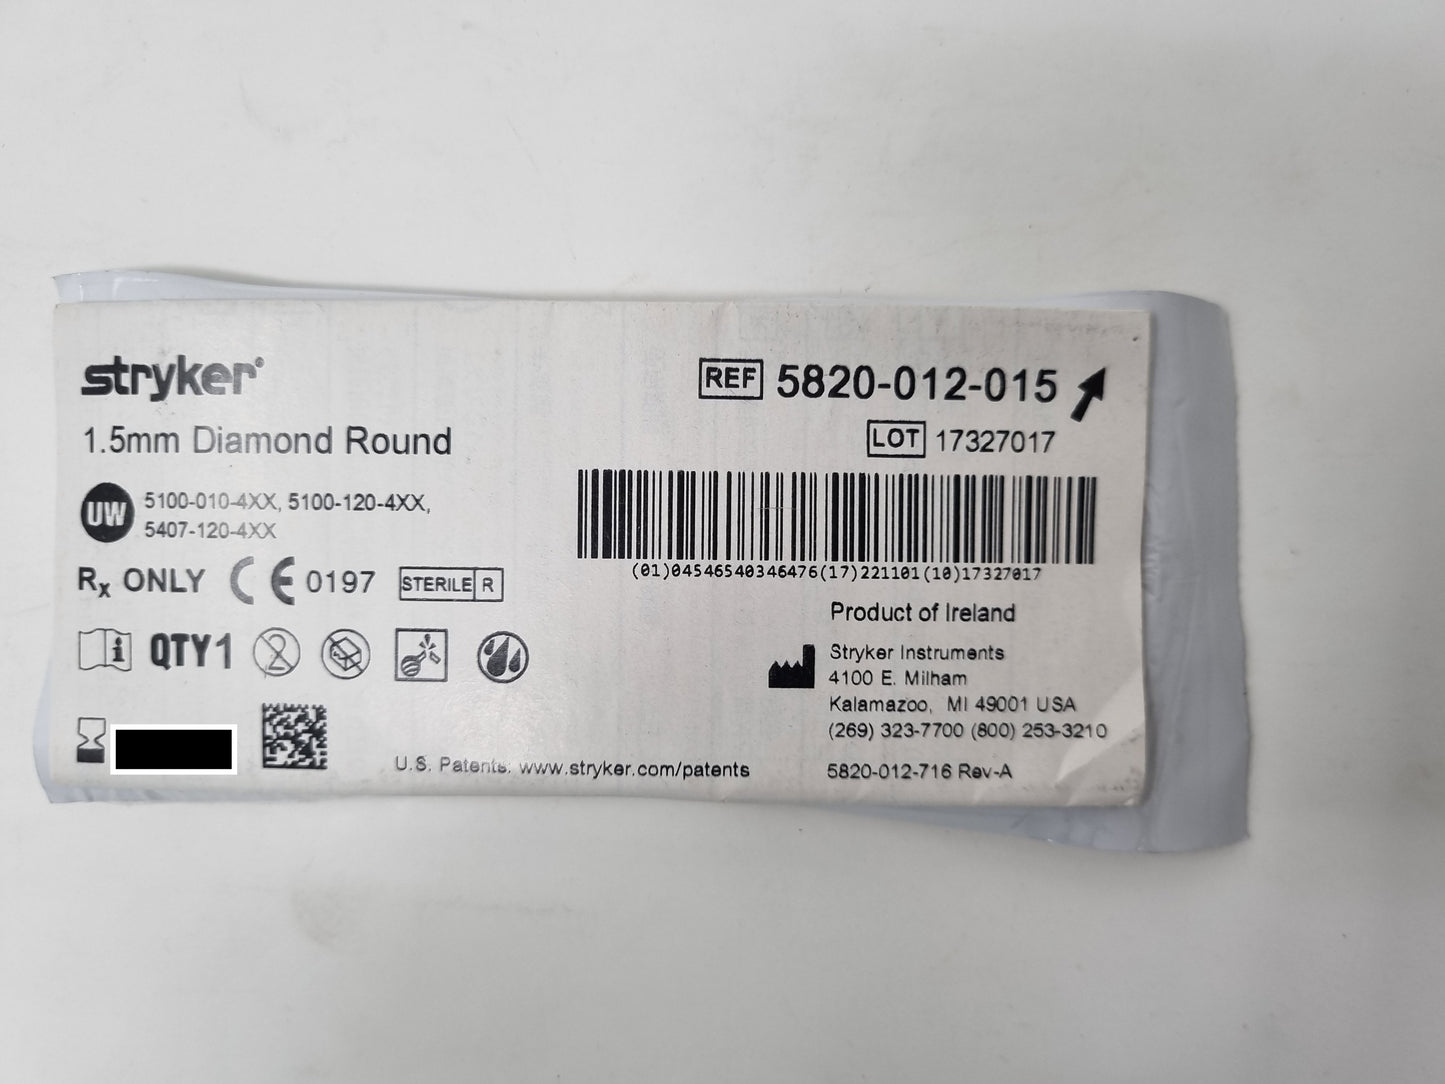 stryker®
1.5mm Diamond Round
UW 5100-010-4XX, 5100-120-4XX,
5407-120-4XX
Rx ONLY CE 0197 STERILE R
i QTY1 2
REF 5820-012-015
LOT 17327017
(01)04546540346476(17)221101(10)17327017
Product of Ireland
Stryker Instruments
4100 E. Milham
Kalamazoo, MI 49001 USA
(269) 323-7700 (800) 253-3210
U.S. Patents: www.stryker.com/patents
5820-012-716 Rev-A